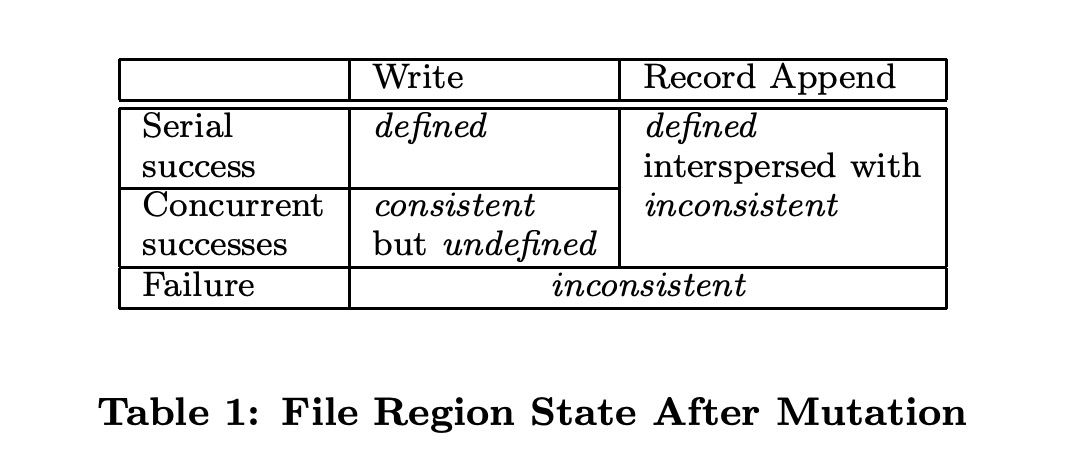 Write Record Append
Serial success defined defined interspersed with inconsistent
Concurrent successes consistent but undefined
Failure inconsistent
Table 1: File Region State After Mutation